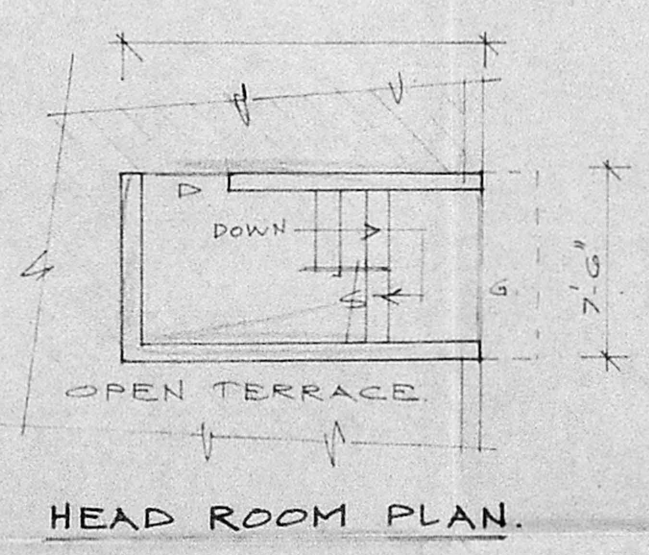 D
DOWN
G.
7'-6"
OPEN TERRACE.
HEAD ROOM PLAN.